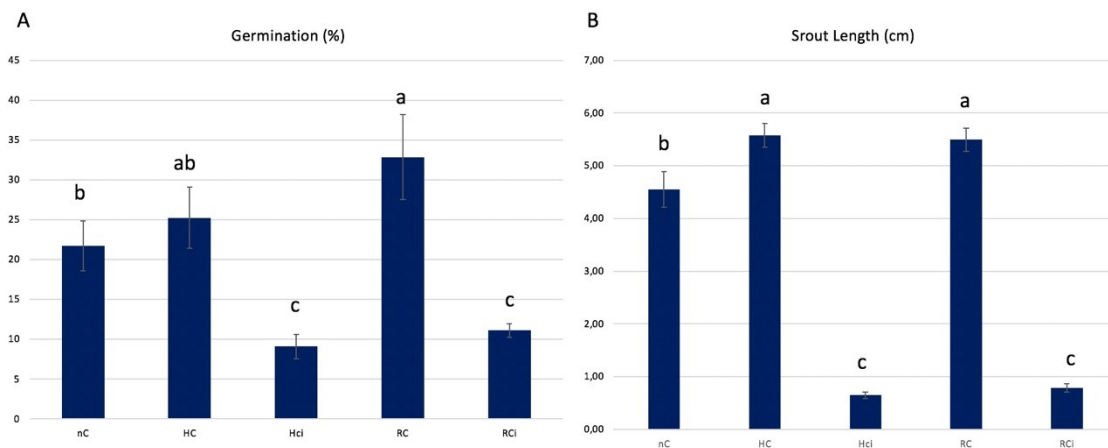 A
Germination (%)
45
40
35
30
25
20
15
10
5
0
b
ab
c
a
c
nC HC Hci RC RCi
B
Srout Length (cm)
7,00
6,00
5,00
4,00
3,00
2,00
1,00
0,00
b
a
c
a
c
nC HC Hci RC RCi